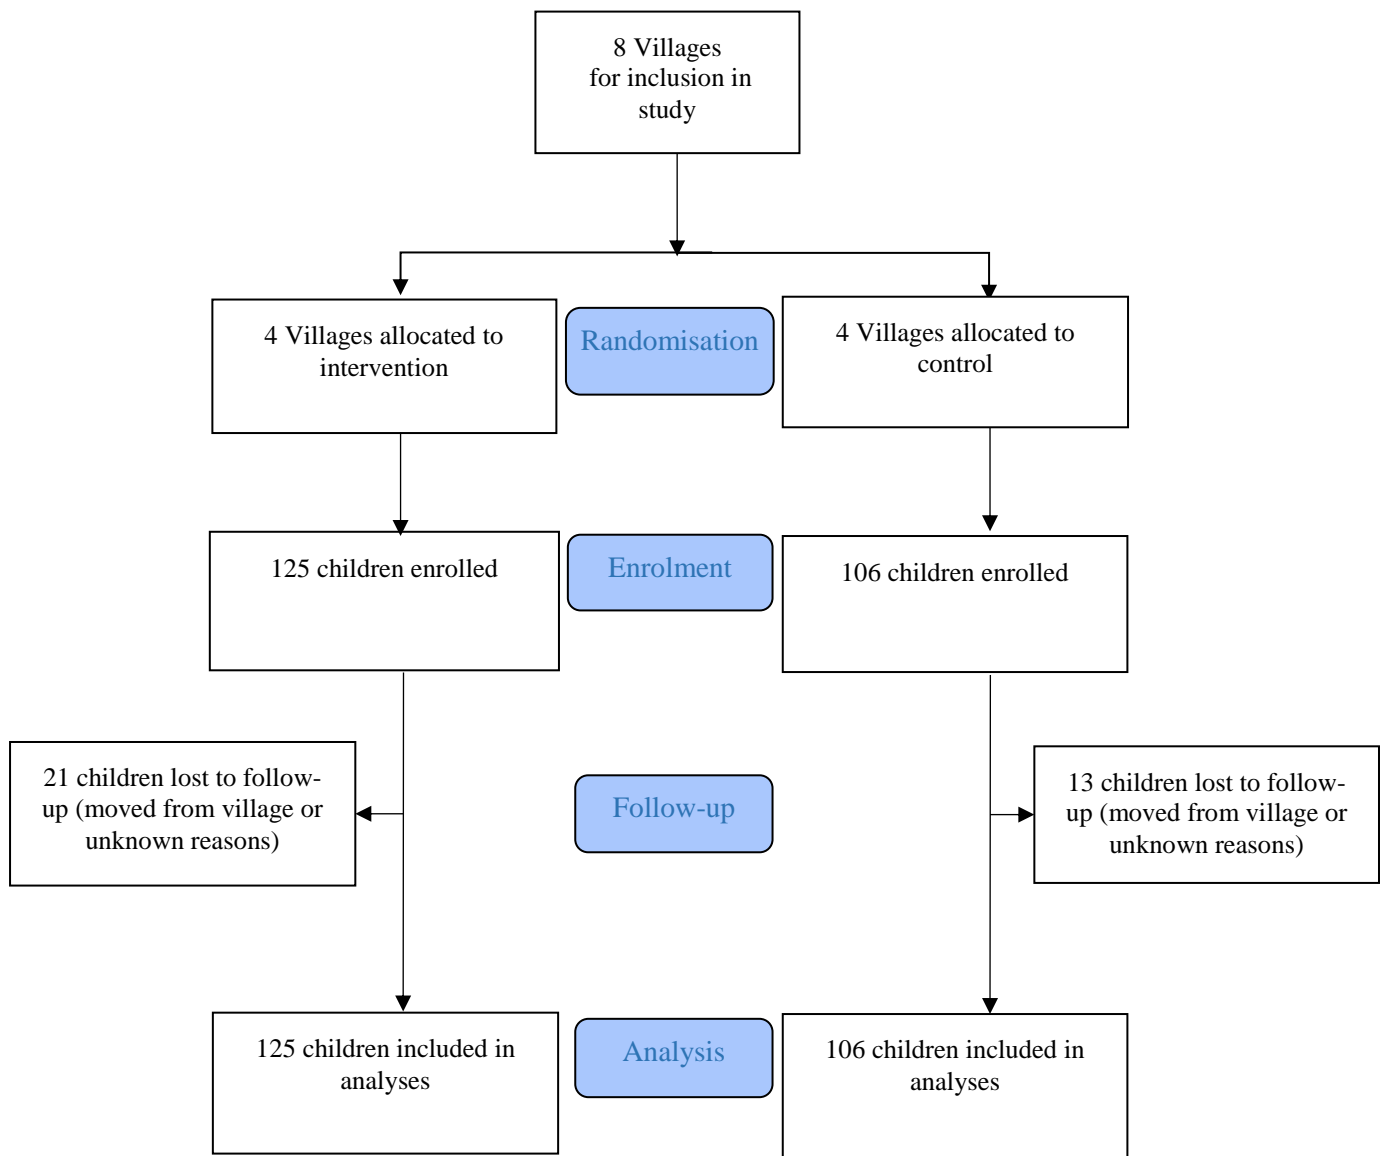 8 Villages
for inclusion in
study
4 Villages allocated to
intervention
Randomisation
4 Villages allocated to
control
125 children enrolled
Enrolment
106 children enrolled
21 children lost to follow-
up (moved from village or
unknown reasons)
Follow-up
13 children lost to follow-
up (moved from village or
unknown reasons)
125 children included in
analyses
Analysis
106 children included in
analyses